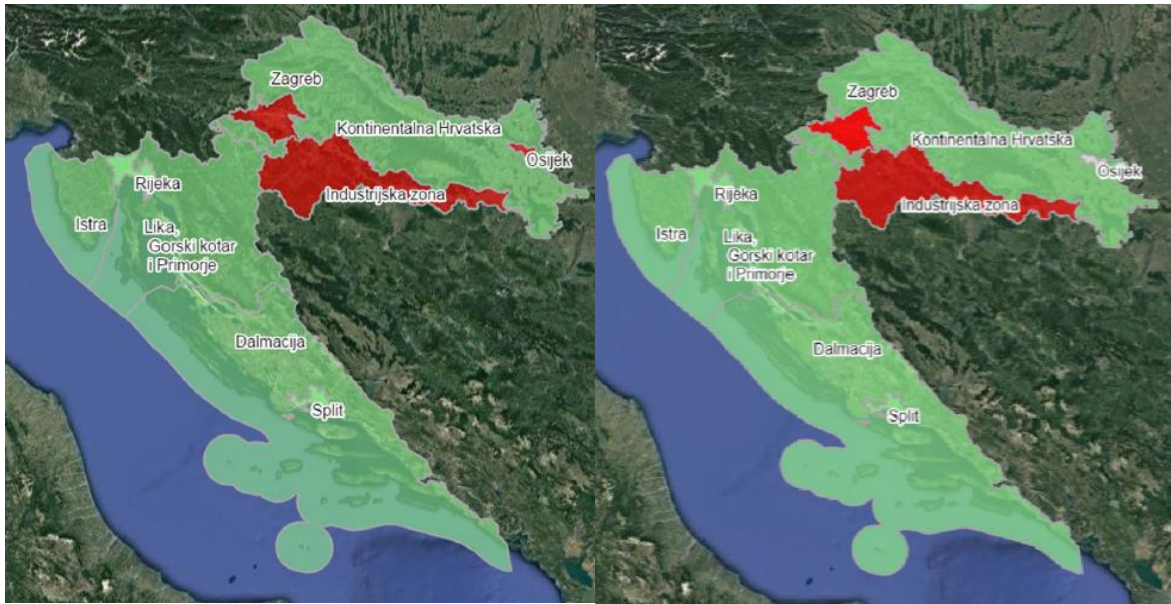 Zagreb
Kontinentalna Hrvatska
Osijek
Rijeka
Industrijska zona
Istra
Lika,
Gorski kotar
i Primorje
Dalmacija
Split
Zagreb
Kontinentalna Hrvatska
Osijek
Rijeka
Industrijska zona
Istra
Lika,
Gorski kotar
i Primorje
Dalmacija
Split